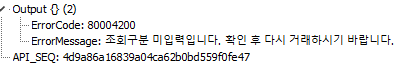 Output {} (2)
ErrorCode: 80004200
ErrorMessage: 조회구분 미입력입니다. 확인 후 다시 거래하시기 바랍니다.
API_SEQ: 4d9a86a16839a04ca62b0bd559f0fe47